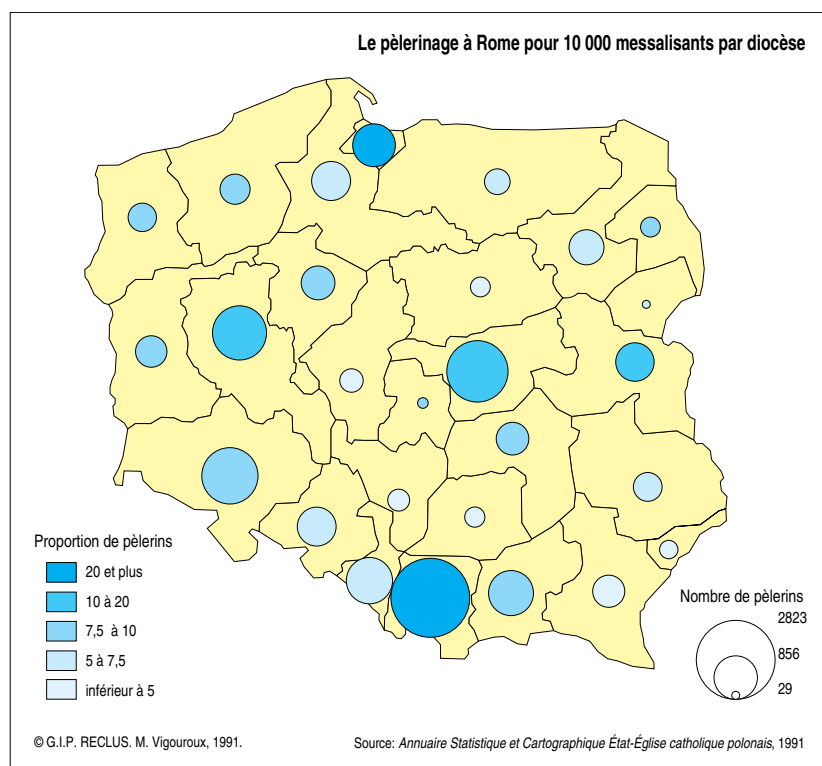 Le pèlerinage à Rome pour 10 000 messalisants par diocèse
Proportion de pèlerins
20 et plus
10 à 20
7,5 à 10
5 à 7,5
inférieur à 5
Nombre de pèlerins
2823
856
29
© G.I.P. RECLUS. M. Vigouroux, 1991.
Source: Annuaire Statistique et Cartographique État-Église catholique polonais, 1991